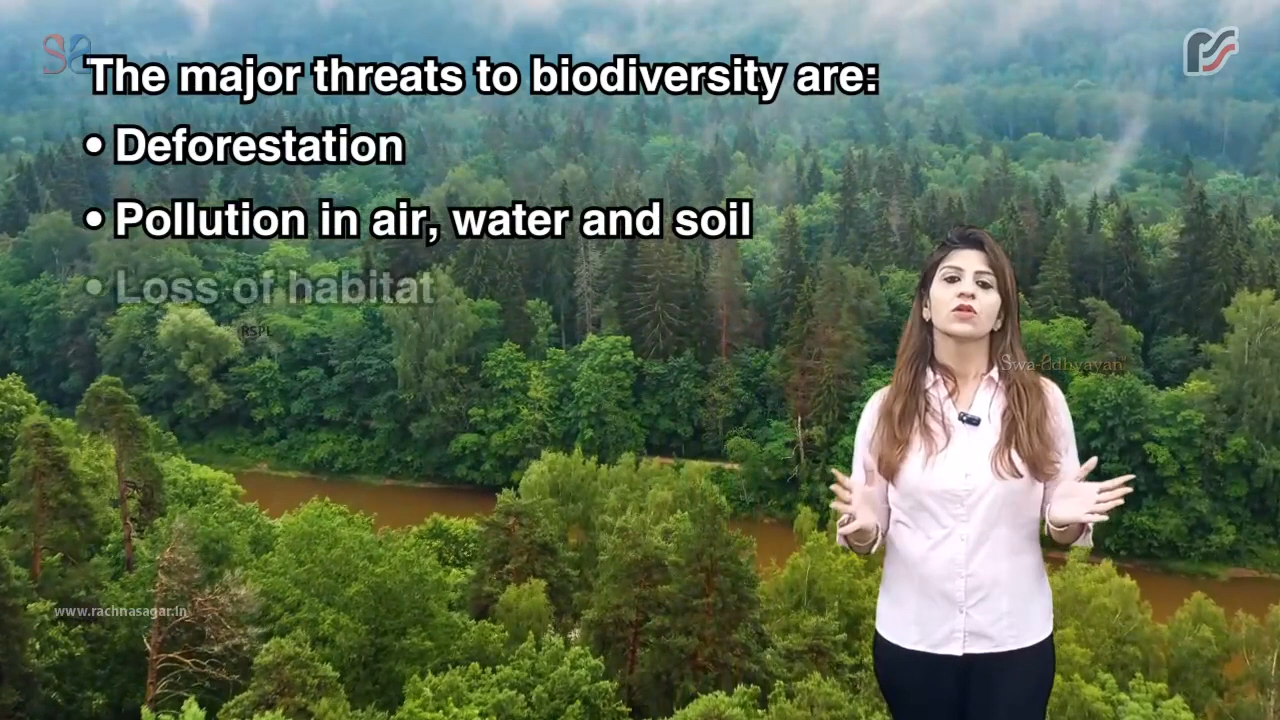 The major threats to biodiversity are:
• Deforestation
• Pollution in air, water and soil
• Loss of habitat
RSPL
Swa-Adhyayan
www.rachnasagar.in